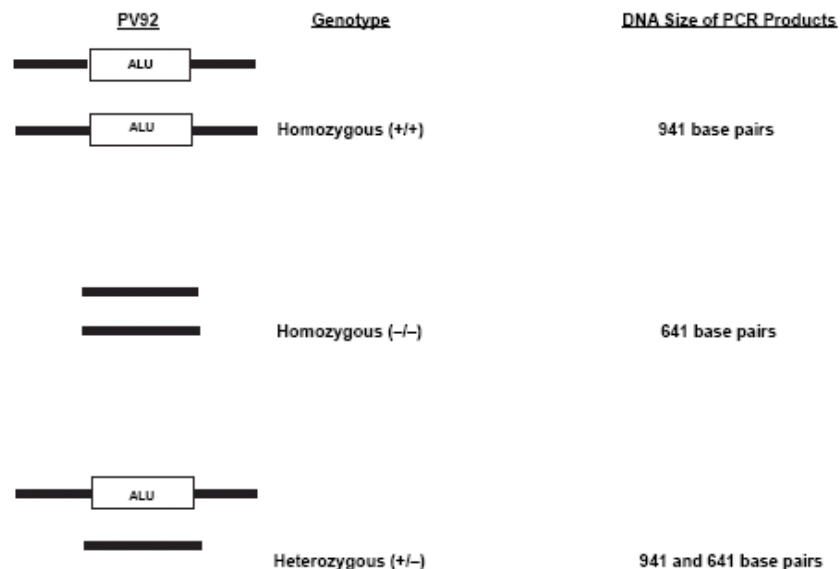 PV92 Genotype DNA Size of PCR Products
ALU
ALU Homozygous (+/+) 941 base pairs
Homozygous (–/–) 641 base pairs
ALU
Heterozygous (+/–) 941 and 641 base pairs